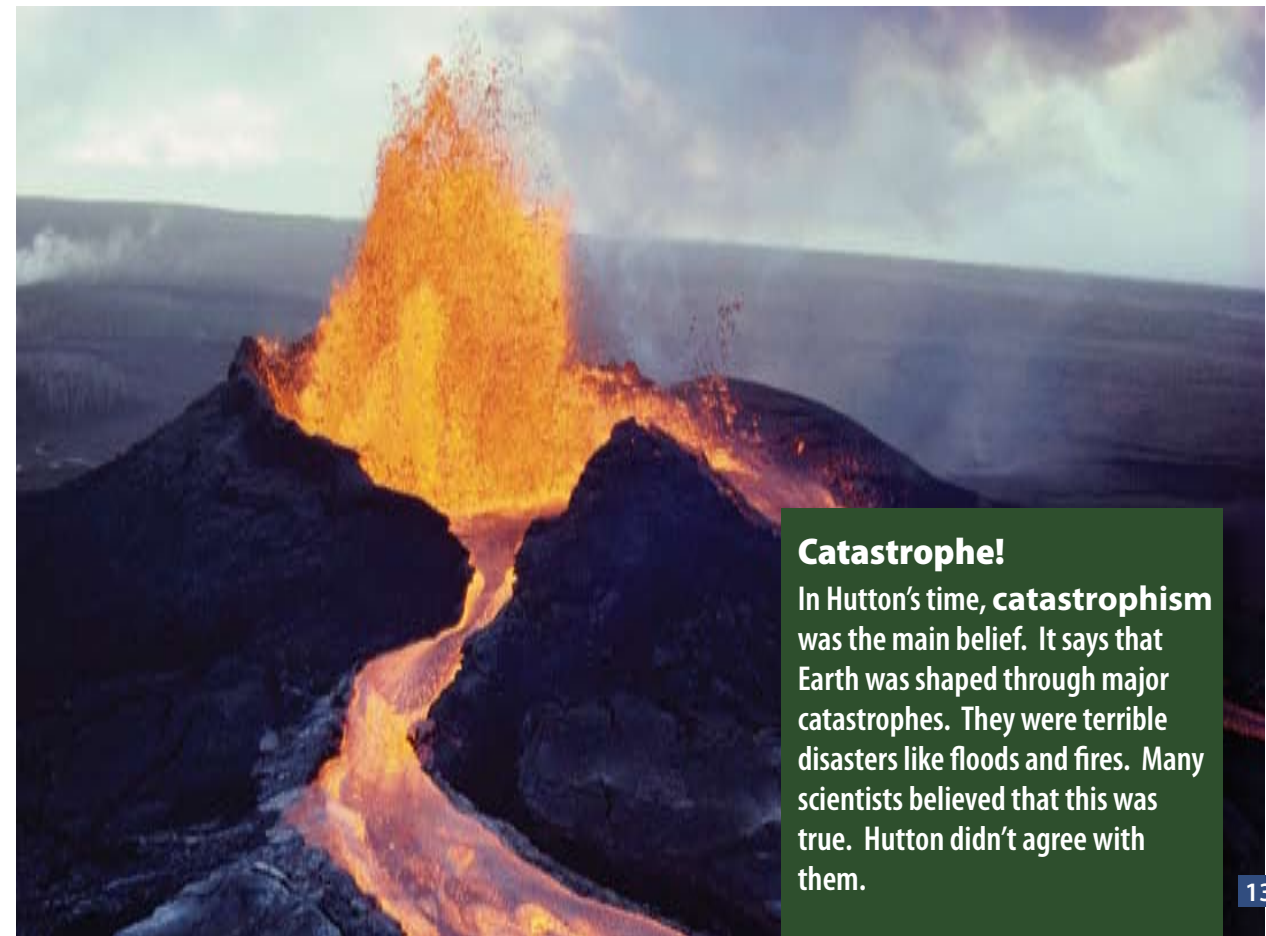 Catastrophe!
In Hutton's time, catastrophism
was the main belief.  It says that
Earth was shaped through major
catastrophes.  They were terrible
disasters like floods and fires.  Many
scientists believed that this was
true.  Hutton didn't agree with
them.
13